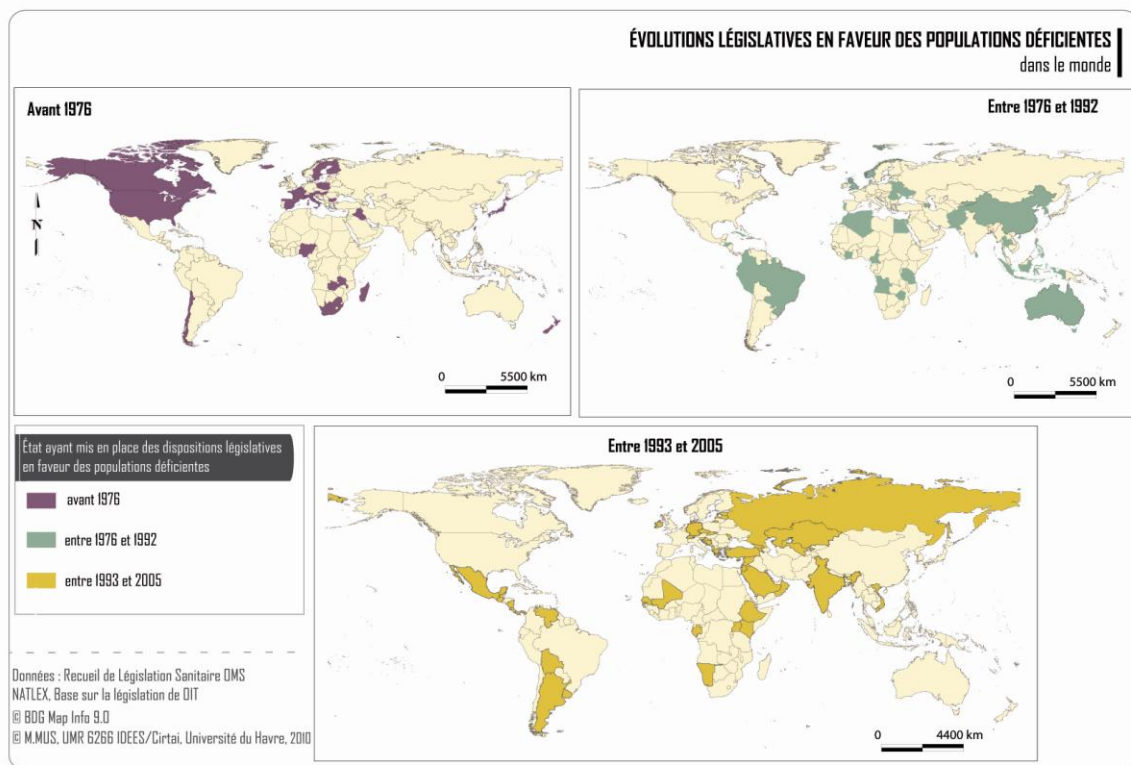 ÉVOLUTIONS LÉGISLATIVES EN FAVEUR DES POPULATIONS DÉFICIENTES
dans le monde
Avant 1976
N
0 5500 km
Entre 1976 et 1992
0 5500 km
État ayant mis en place des dispositions législatives
en faveur des populations déficientes
avant 1976
entre 1976 et 1992
entre 1993 et 2005
Entre 1993 et 2005
0 4400 km
Données : Recueil de Législation Sanitaire OMS
NATLEX, Base sur la législation de OIT
© BDG Map Info 9.0
© M.MUS, UMR 6266 IDEES/Cirtai, Université du Havre, 2010